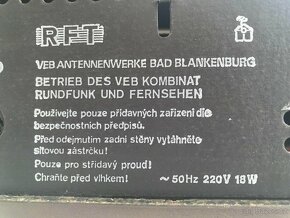 RFT
VEB ANTENNENWERKE BAD BLANKENBURG
BETRIEB DES VEB KOMBINAT
RUNDFUNK UND FERNSEHEN
Používejte pouze přídavných zařízení dle
bezpečnostních předpisů.
Před odejmutím zadní stěny vytáhněte
síťovou zástrčku!
Pouze pro střídavý proud!
Chraňte před vlhkem! ~ 50Hz 220V 18W